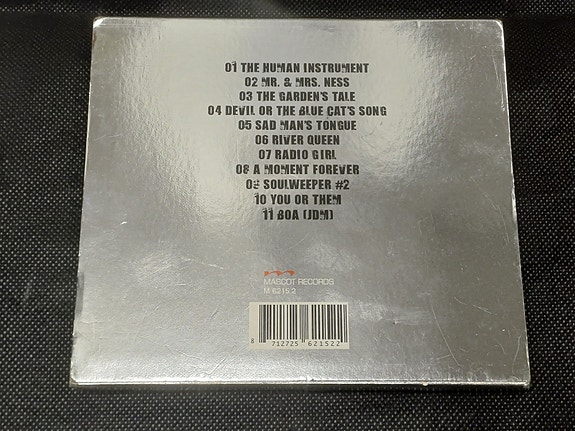 01 THE HUMAN INSTRUMENT
02 MR. & MRS. NESS
03 THE GARDEN'S TALE
04 DEVIL OR THE BLUE CAT'S SONG
05 SAD MAN'S TONGUE
06 RIVER QUEEN
07 RADIO GIRL
08 A MOMENT FOREVER
09 SOULWEEPER #2
10 YOU OR THEM
11 BOA (JDM)
MASCOT RECORDS
M 6215 2
8 712725 621522